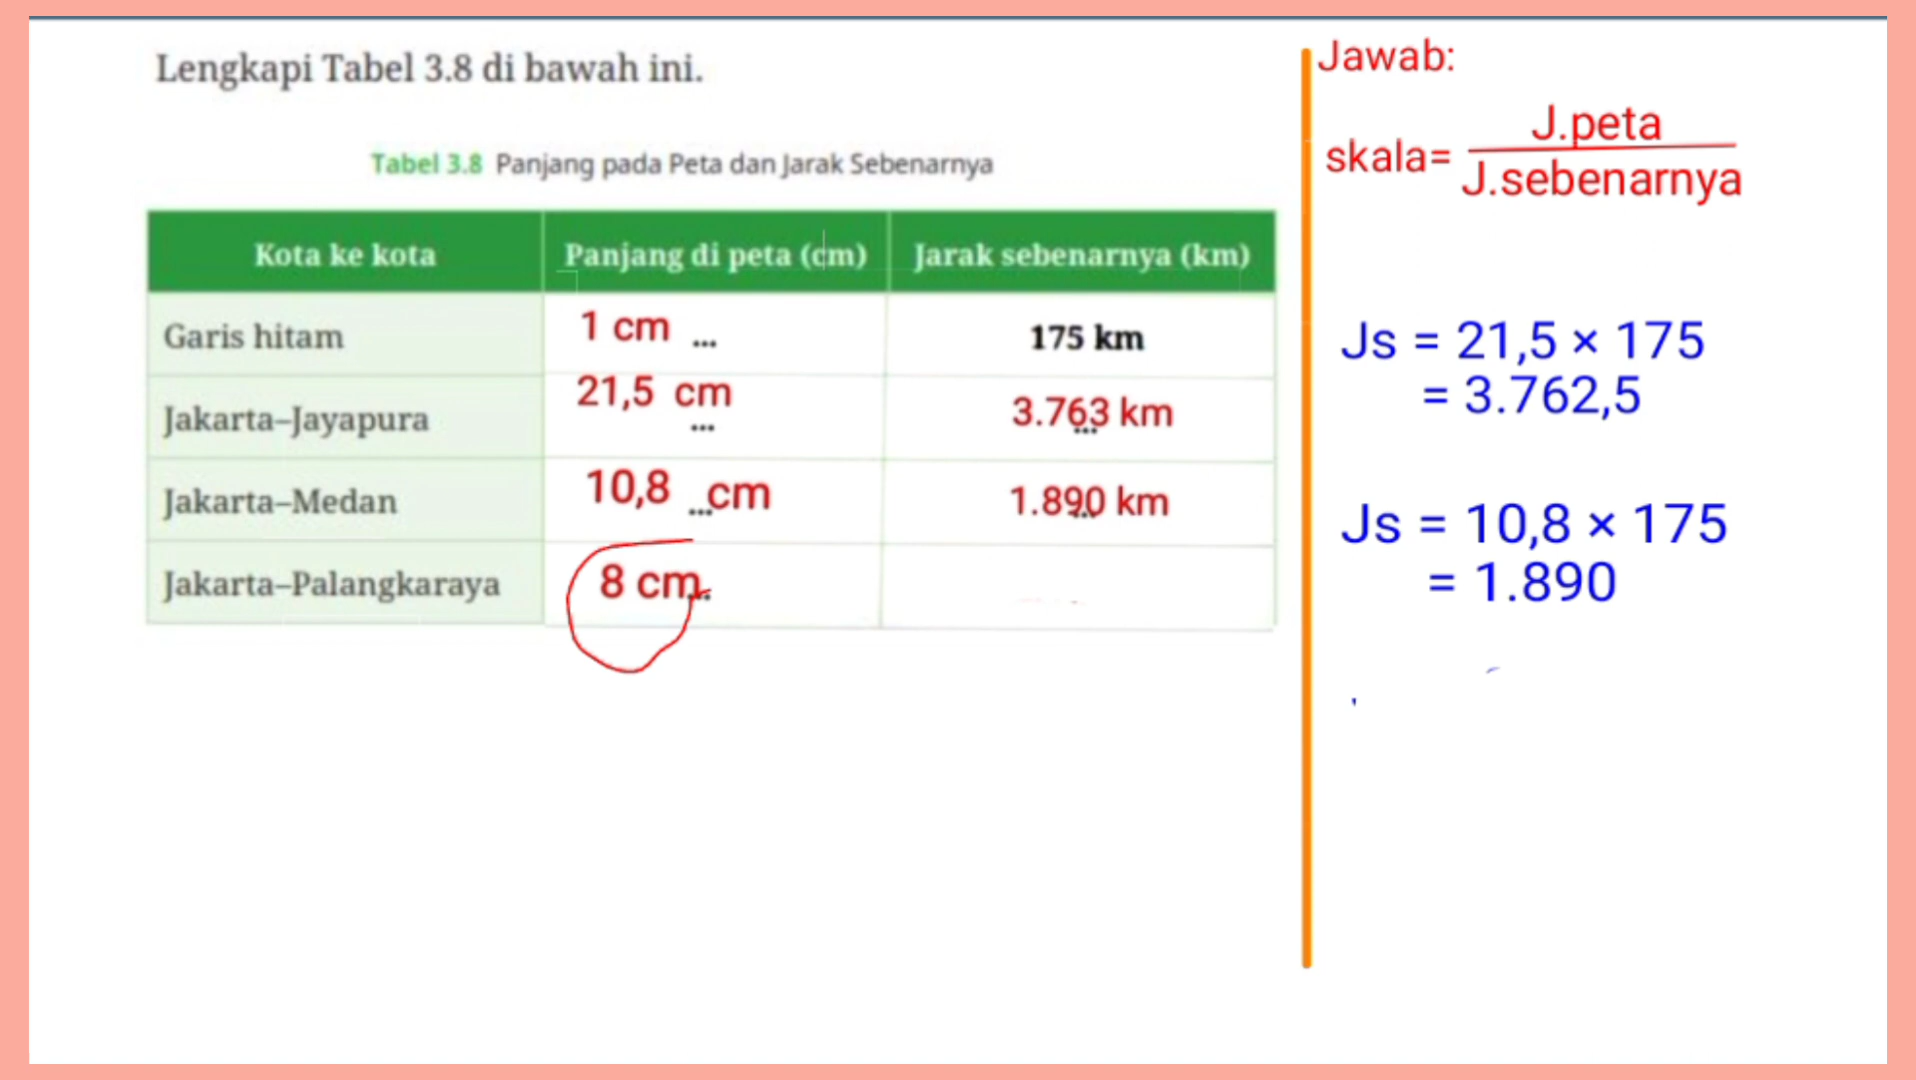 Lengkapi Tabel 3.8 di bawah ini.
Tabel 3.8 Panjang pada Peta dan Jarak Sebenarnya
Kota ke kota Panjang di peta (cm) Jarak sebenarnya (km)
Garis hitam 1 cm ... 175 km
Jakarta–Jayapura 21,5 cm ... 3.763 km ...
Jakarta–Medan 10,8 ... cm 1.890 km ...
Jakarta–Palangkaraya 8 cm ...
Jawab:
skala= J.peta
J.sebenarnya
Js = 21,5 × 175
= 3.762,5
Js = 10,8 × 175
= 1.890